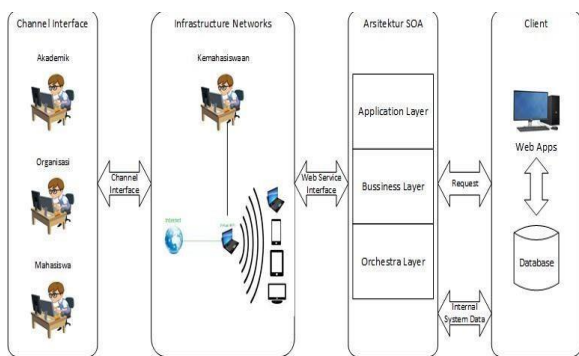 Channel Interface
Akademik
Organisasi
Mahasiswa
Channel
Interface
Infrastructure Networks
Kemahasiswaan
Web Service
Interface
Arsitektur SOA
Application Layer
Bussiness Layer
Orchestra Layer
Request
Internal
System Data
Client
Web Apps
Database